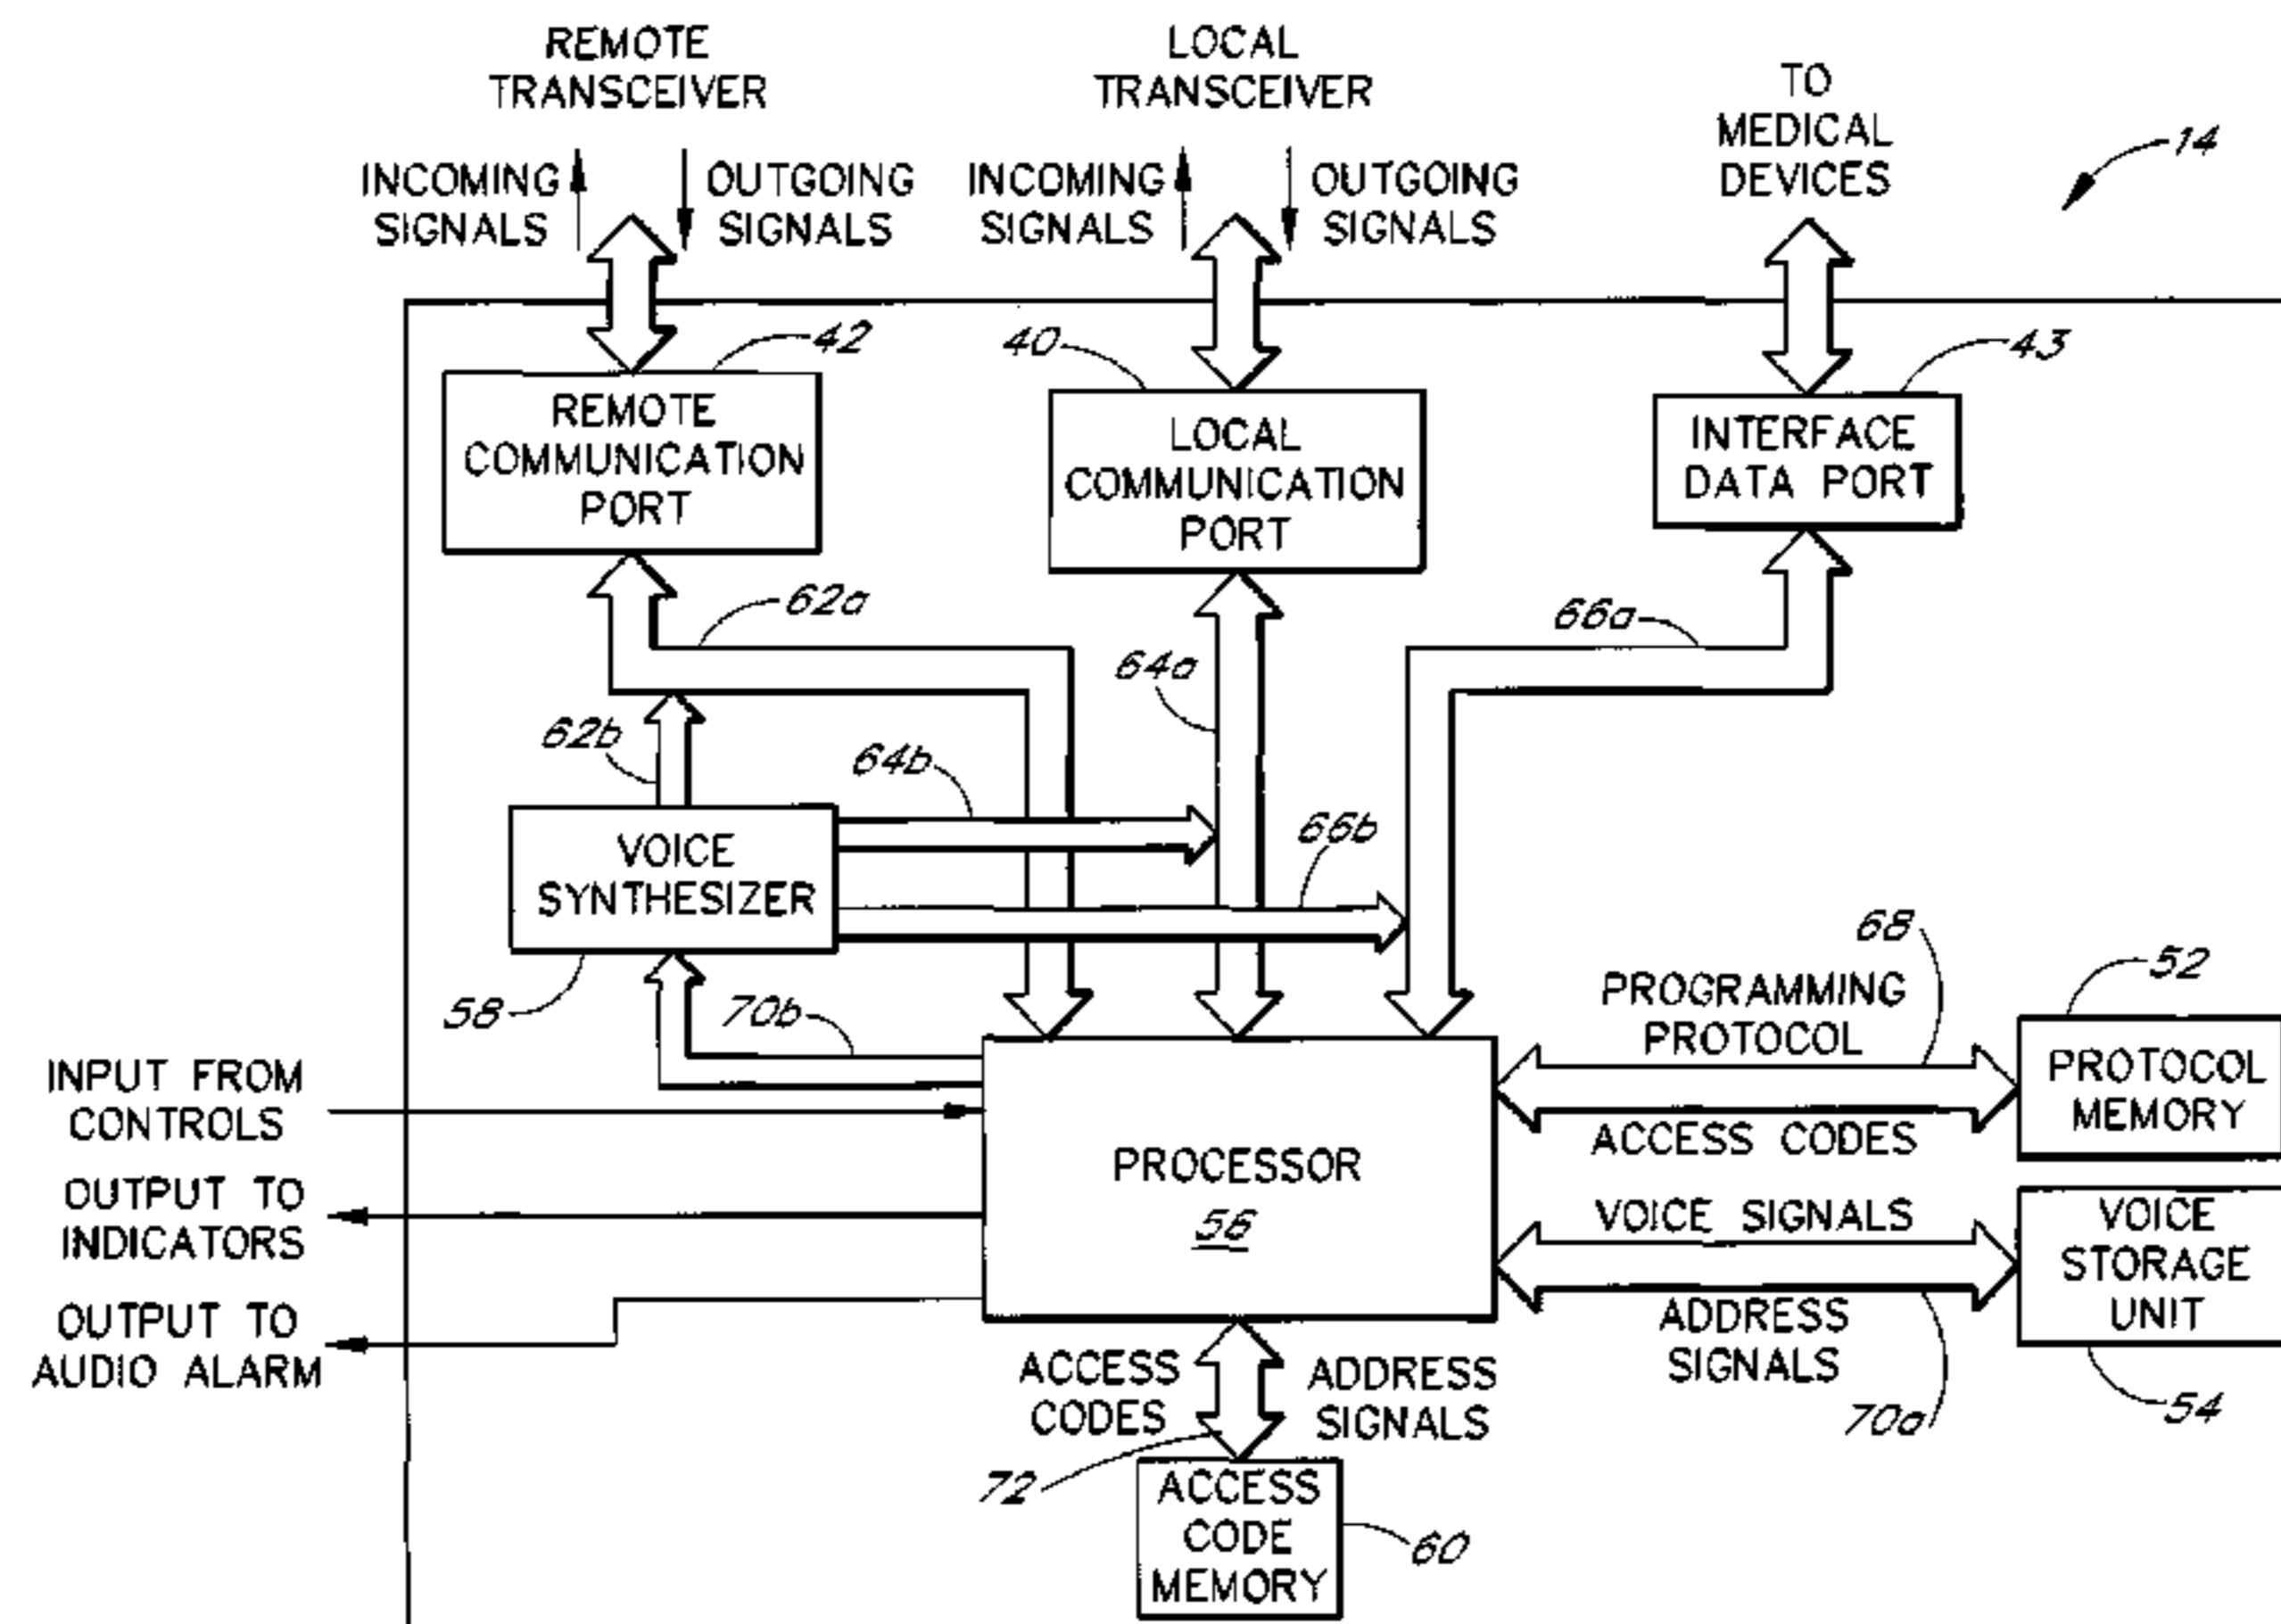 REMOTE
TRANSCEIVER
LOCAL
TRANSCEIVER
TO
MEDICAL
DEVICES
14
INCOMING
SIGNALS
OUTGOING
SIGNALS
INCOMING
SIGNALS
OUTGOING
SIGNALS
42
40
43
REMOTE
COMMUNICATION
PORT
LOCAL
COMMUNICATION
PORT
INTERFACE
DATA PORT
62a
64a
66a
62b
64b
66b
VOICE
SYNTHESIZER
58
70b
68
52
PROGRAMMING
PROTOCOL
ACCESS CODES
PROTOCOL
MEMORY
INPUT FROM
CONTROLS
OUTPUT TO
INDICATORS
OUTPUT TO
AUDIO ALARM
PROCESSOR
56
VOICE SIGNALS
ADDRESS
SIGNALS
70a
VOICE
STORAGE
UNIT
54
ACCESS
CODES
ADDRESS
SIGNALS
72
ACCESS
CODE
MEMORY
60